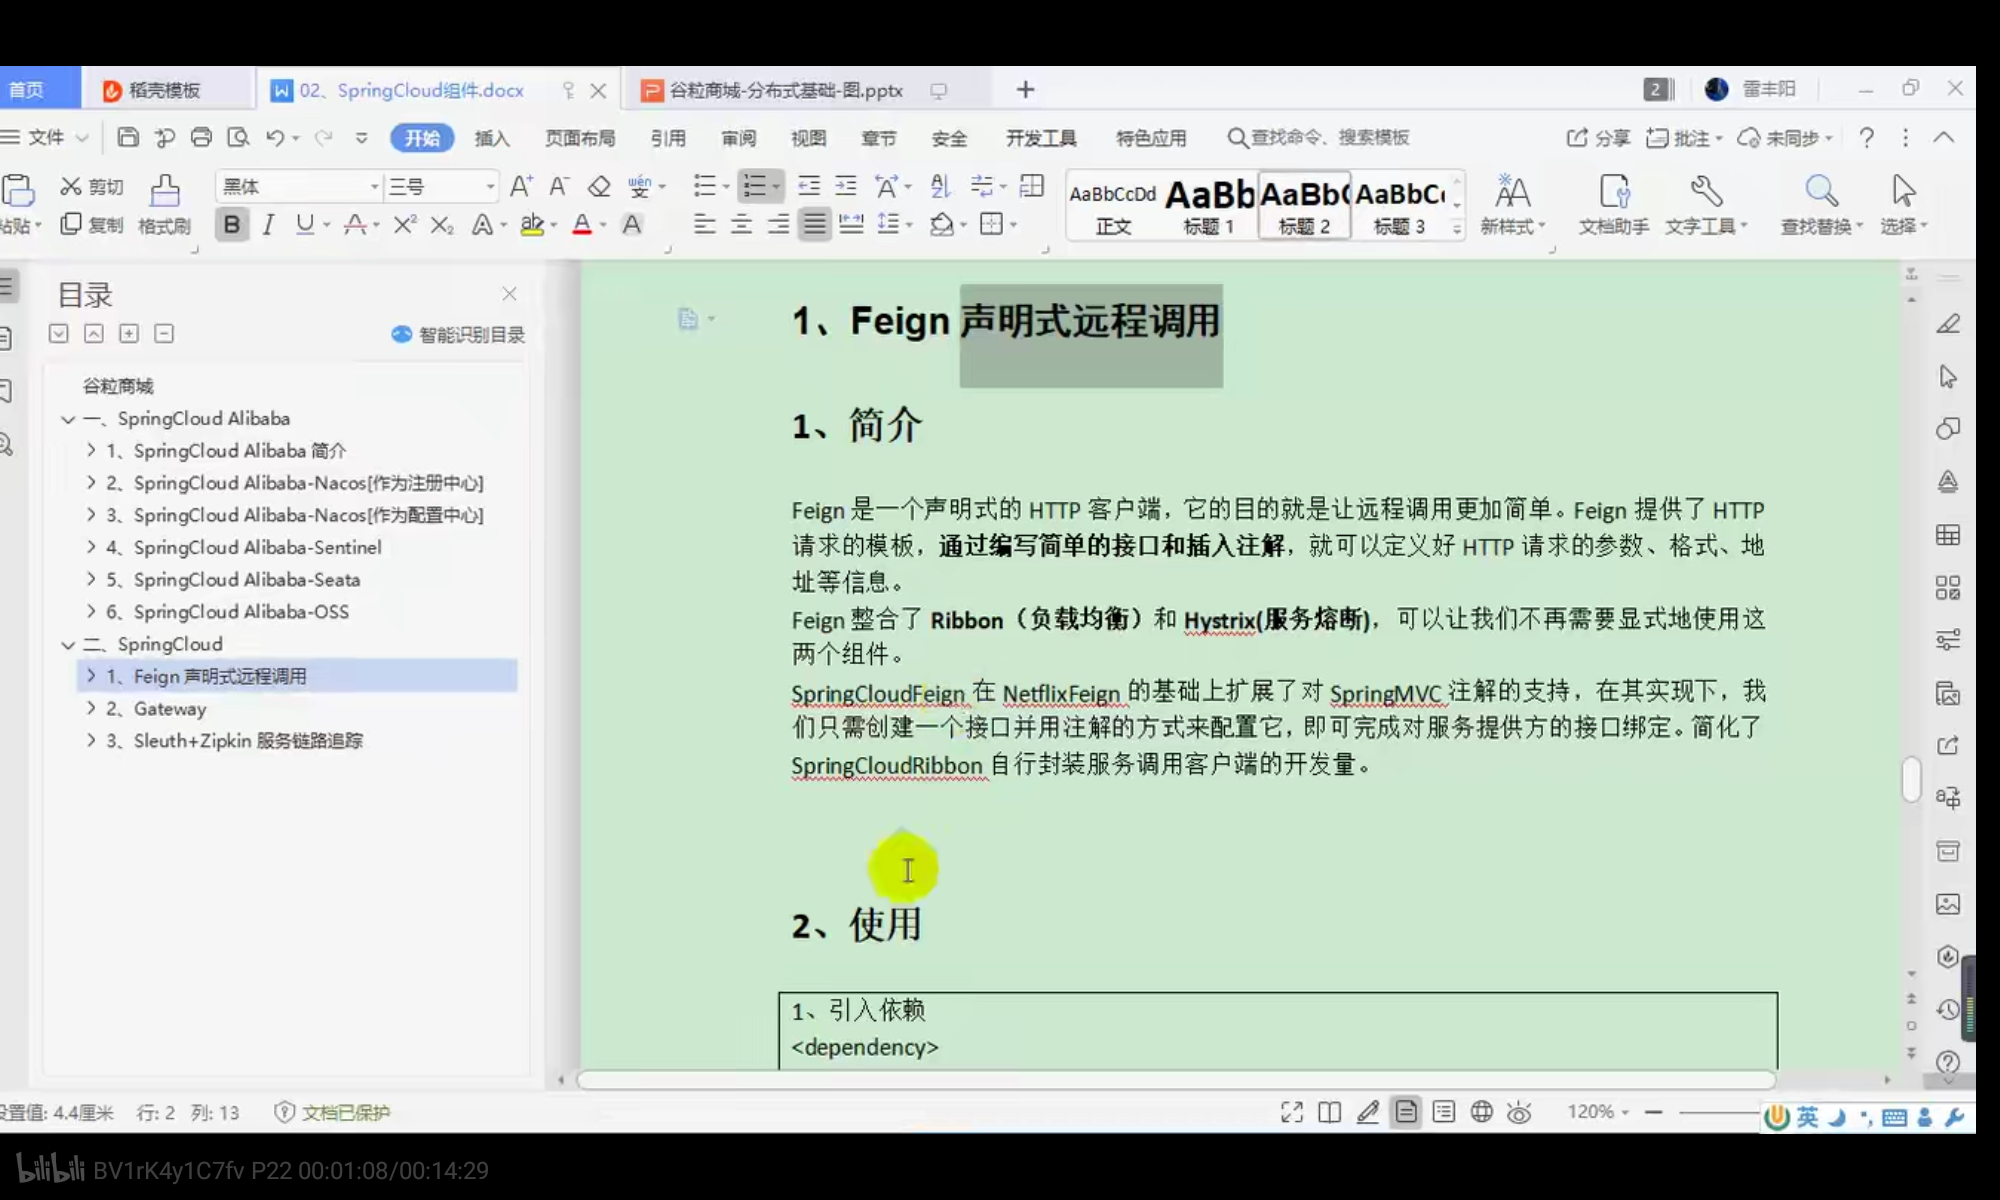 首页
稻壳模板
02、SpringCloud组件.docx
谷粒商城-分布式基础-图.pptx
2
雷丰阳
文件
开始
插入
页面布局
引用
审阅
视图
章节
安全
开发工具
特色应用
查找命令、搜索模板
分享
批注
未同步
剪切
复制
格式刷
黑体
三号
AaBbCcDd
正文
AaBb
标题 1
AaBb(
标题 2
AaBbC
标题 3
新样式
文档助手
文字工具
查找替换
选择
目录
智能识别目录
谷粒商城
一、SpringCloud Alibaba
1、SpringCloud Alibaba 简介
2、SpringCloud Alibaba-Nacos[作为注册中心]
3、SpringCloud Alibaba-Nacos[作为配置中心]
4、SpringCloud Alibaba-Sentinel
5、SpringCloud Alibaba-Seata
6、SpringCloud Alibaba-OSS
二、SpringCloud
1、Feign 声明式远程调用
2、Gateway
3、Sleuth+Zipkin 服务链路追踪
1、Feign 声明式远程调用
1、简介
Feign 是一个声明式的 HTTP 客户端，它的目的就是让远程调用更加简单。Feign 提供了 HTTP
请求的模板，通过编写简单的接口和插入注解，就可以定义好 HTTP 请求的参数、格式、地
址等信息。
Feign 整合了 Ribbon（负载均衡）和 Hystrix(服务熔断)，可以让我们不再需要显式地使用这
两个组件。
SpringCloudFeign 在 NetflixFeign 的基础上扩展了对 SpringMVC 注解的支持，在其实现下，我
们只需创建一个接口并用注解的方式来配置它，即可完成对服务提供方的接口绑定。简化了
SpringCloudRibbon 自行封装服务调用客户端的开发量。
2、使用
1、引入依赖
<dependency>
设置值: 4.4厘米
行: 2
列: 13
文档已保护
120%
英
bilibili BV1rK4y1C7fv P22 00:01:08/00:14:29